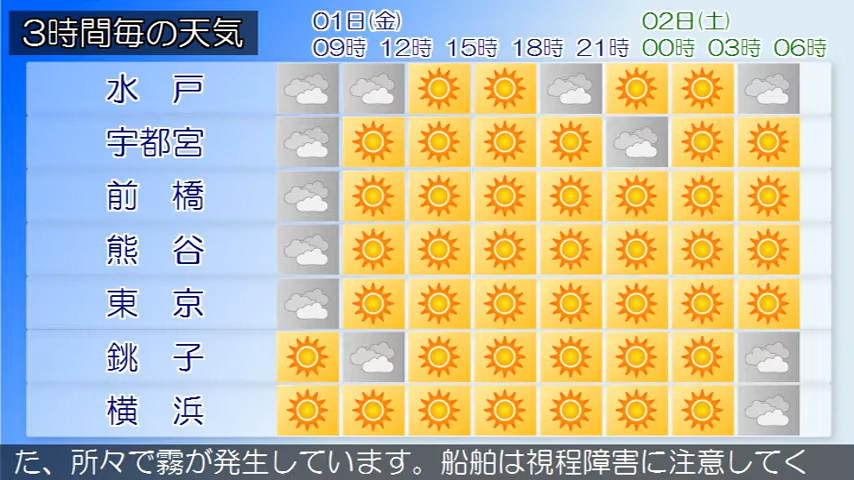 3時間毎の天気
01日(金) 02日(土)
09時 12時 15時 18時 21時 00時 03時 06時
水 戸
宇都宮
前 橋
熊 谷
東 京
銚 子
横 浜
た、所々で霧が発生しています。船舶は視程障害に注意してく